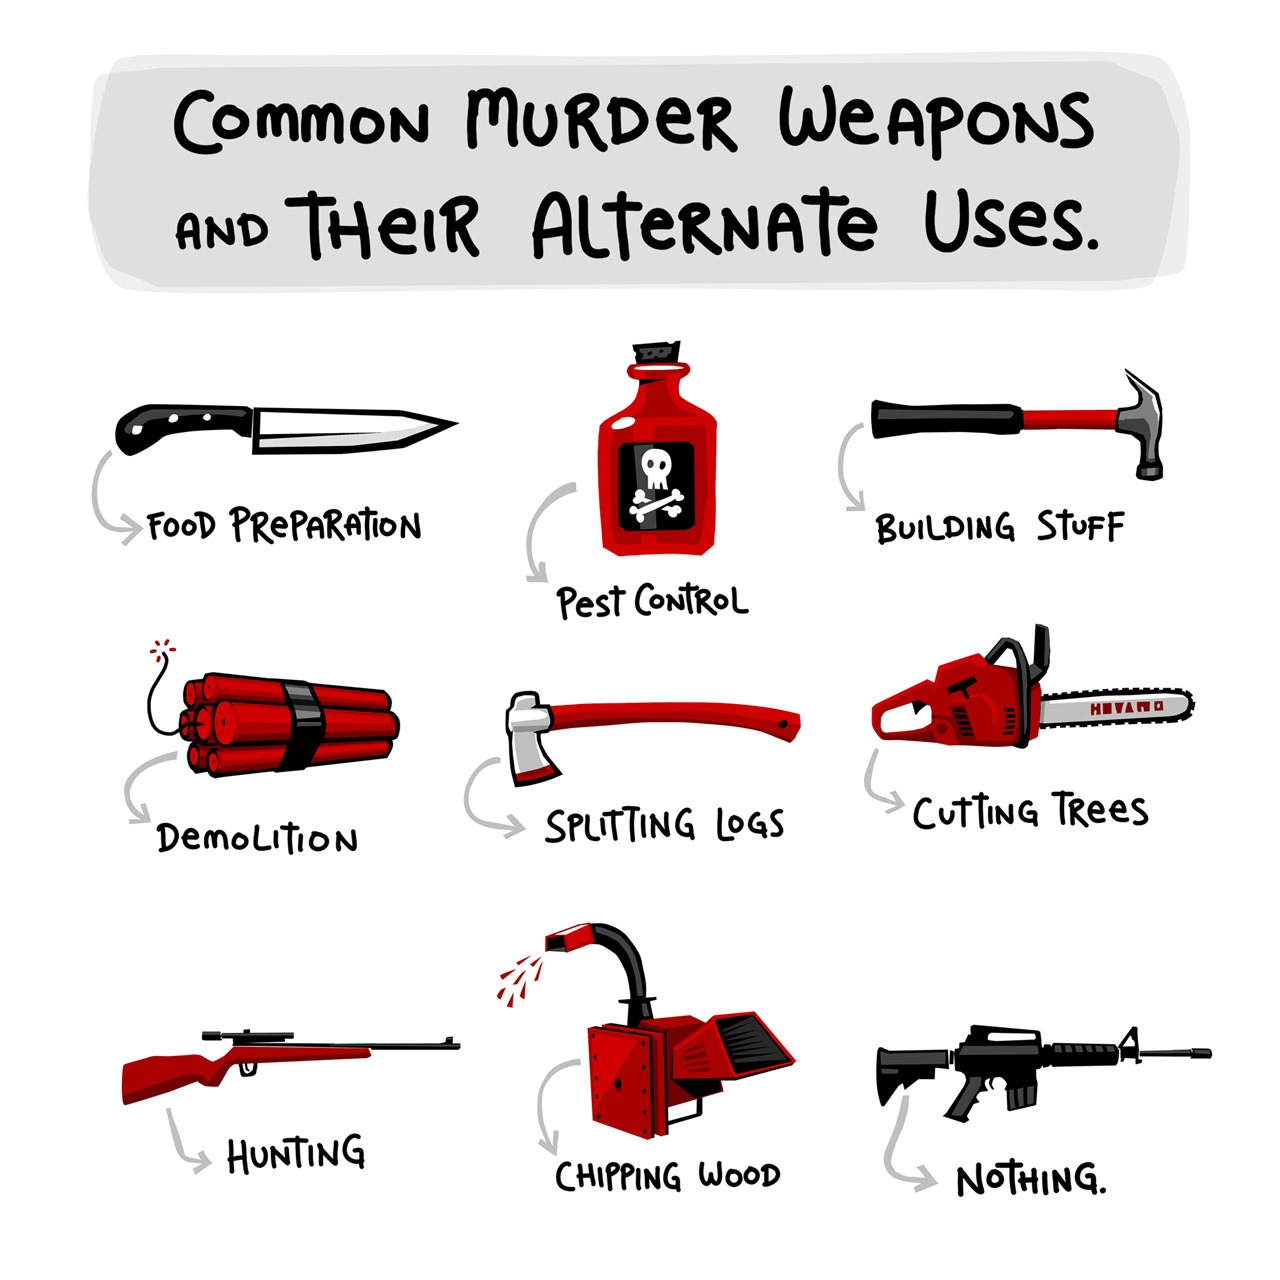 Common Murder Weapons
and Their Alternate Uses.
Food Preparation
Pest Control
Building Stuff
Demolition
Splitting Logs
Cutting Trees
Hunting
Chipping Wood
Nothing.